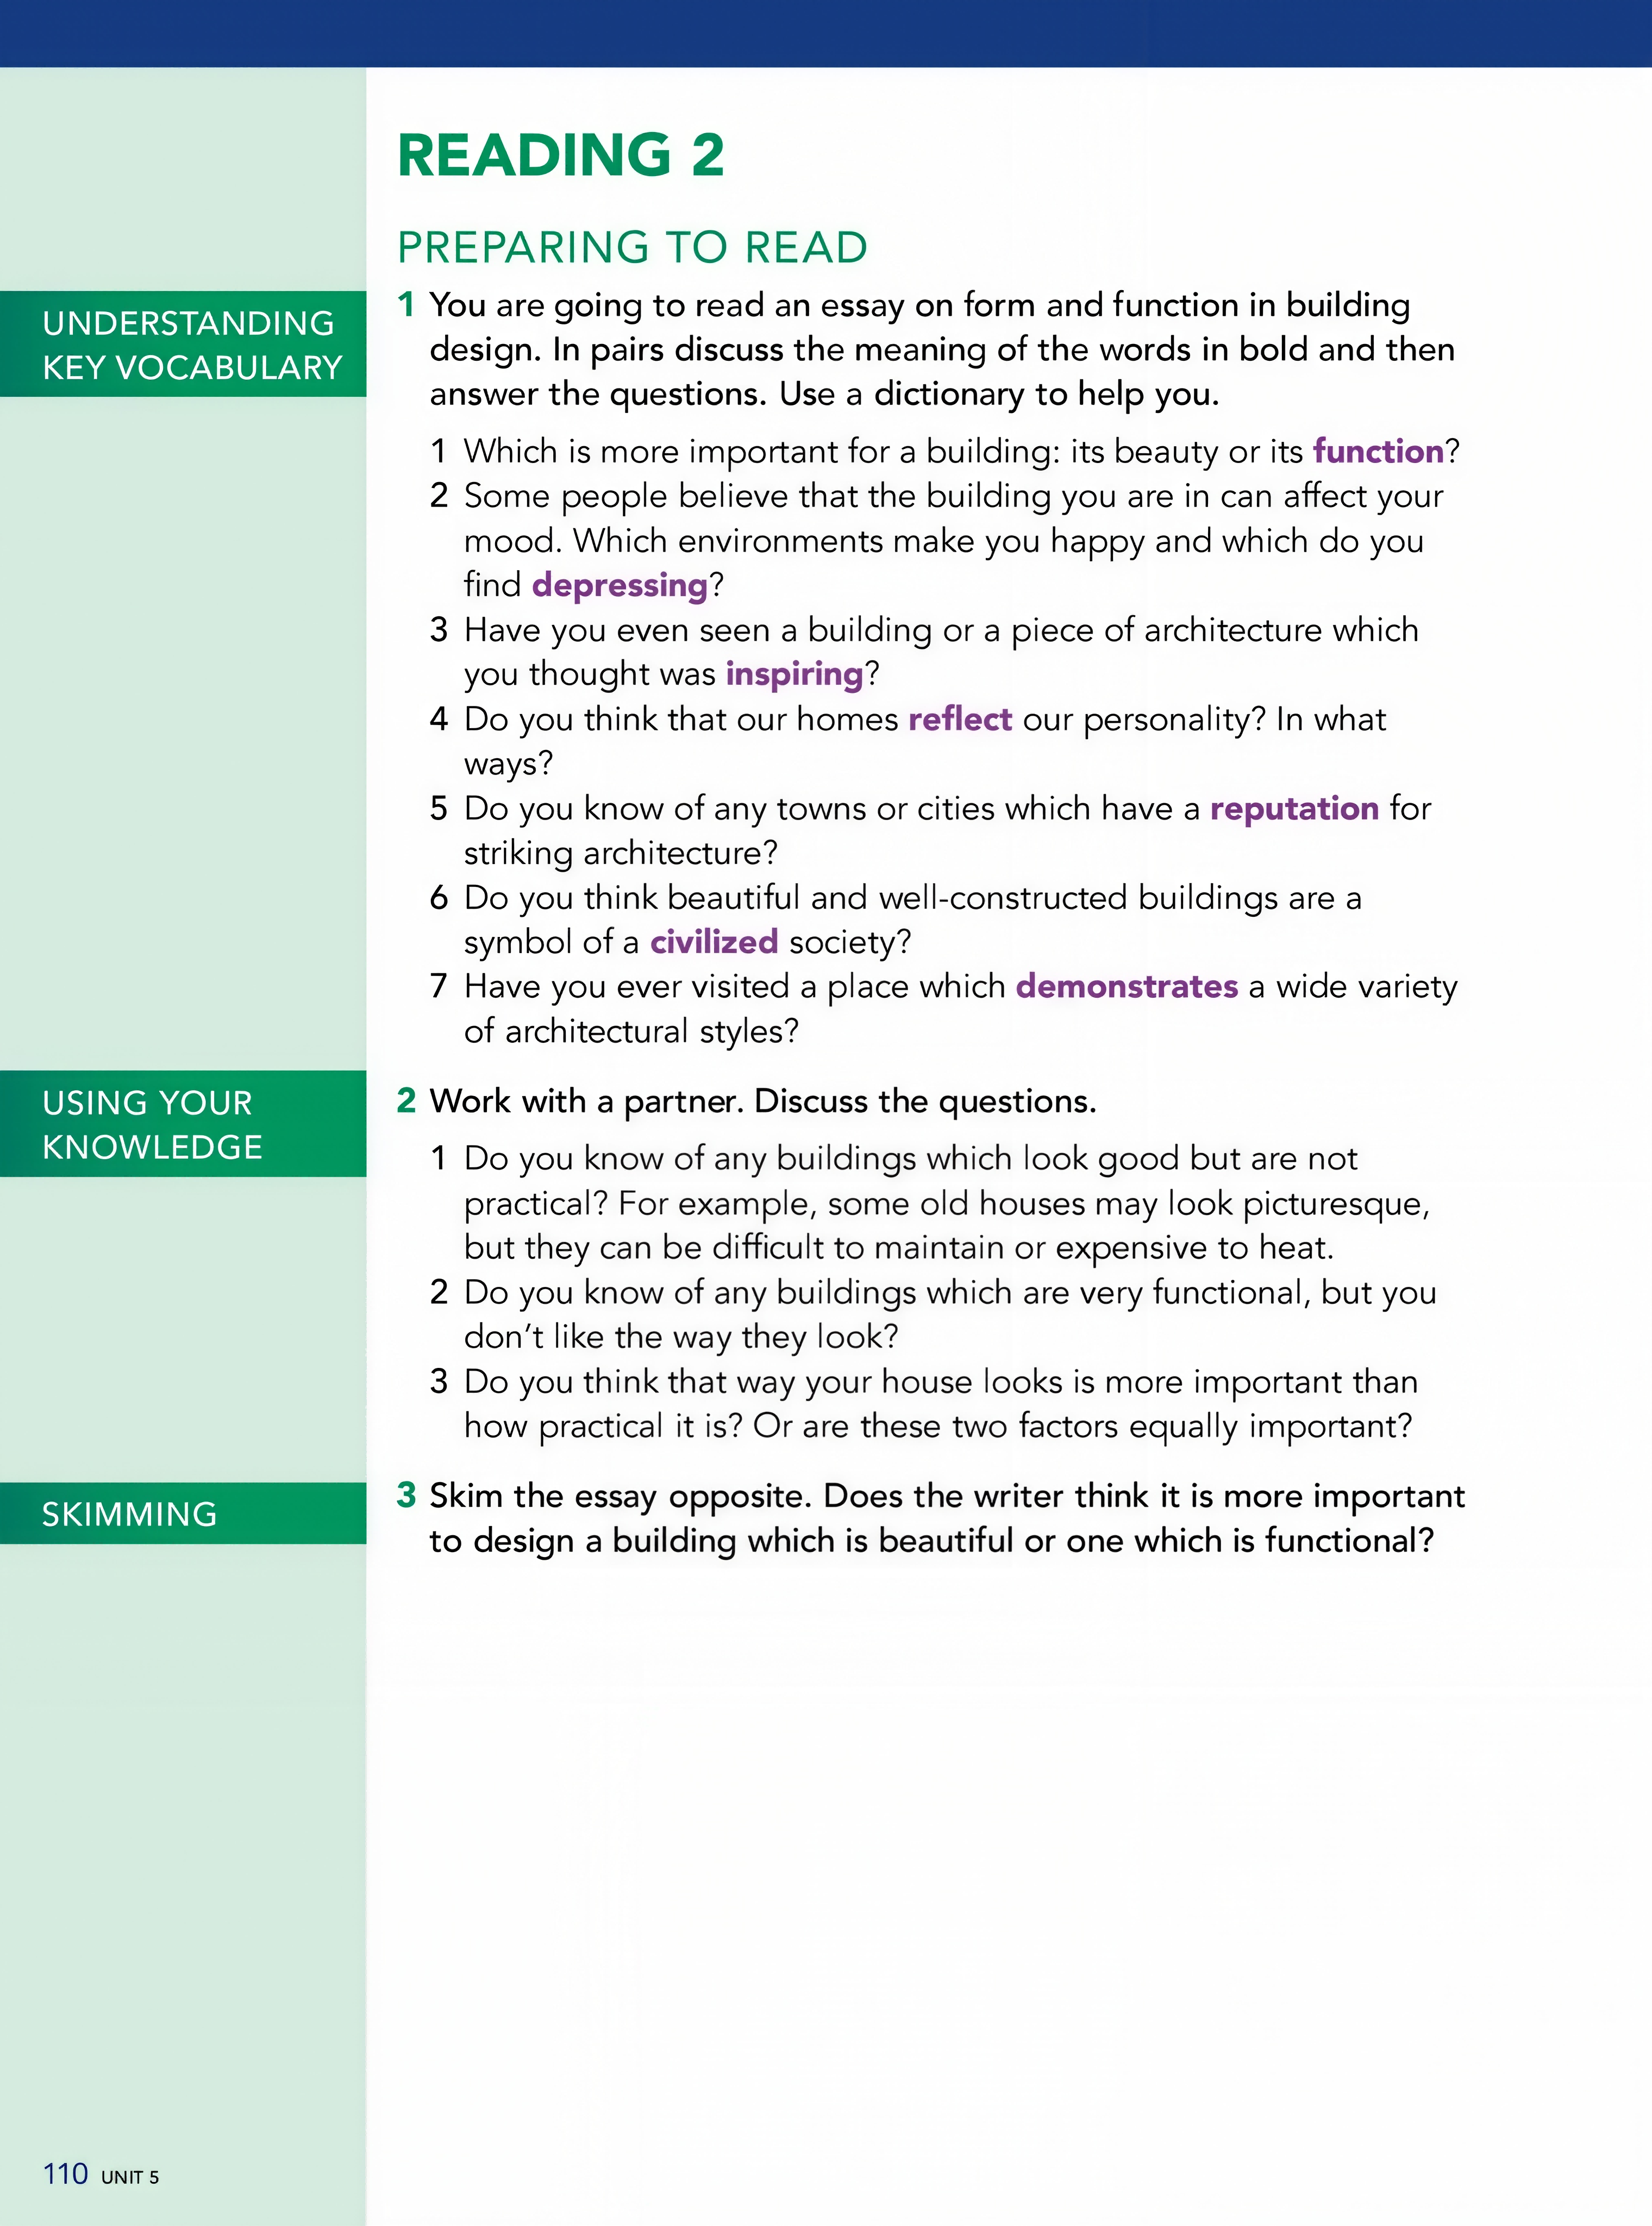 READING 2
PREPARING TO READ
UNDERSTANDING
KEY VOCABULARY
1 You are going to read an essay on form and function in building
design. In pairs discuss the meaning of the words in bold and then
answer the questions. Use a dictionary to help you.
1 Which is more important for a building: its beauty or its function?
2 Some people believe that the building you are in can affect your
mood. Which environments make you happy and which do you
find depressing?
3 Have you even seen a building or a piece of architecture which
you thought was inspiring?
4 Do you think that our homes reflect our personality? In what
ways?
5 Do you know of any towns or cities which have a reputation for
striking architecture?
6 Do you think beautiful and well-constructed buildings are a
symbol of a civilized society?
7 Have you ever visited a place which demonstrates a wide variety
of architectural styles?
USING YOUR
KNOWLEDGE
2 Work with a partner. Discuss the questions.
1 Do you know of any buildings which look good but are not
practical? For example, some old houses may look picturesque,
but they can be difficult to maintain or expensive to heat.
2 Do you know of any buildings which are very functional, but you
don't like the way they look?
3 Do you think that way your house looks is more important than
how practical it is? Or are these two factors equally important?
SKIMMING
3 Skim the essay opposite. Does the writer think it is more important
to design a building which is beautiful or one which is functional?
110 UNIT 5